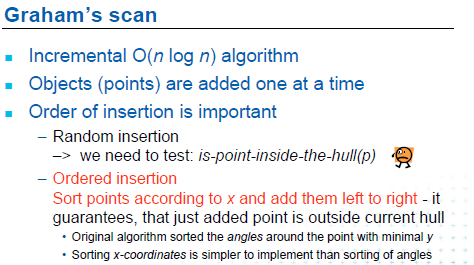 Graham's scan
Incremental O(n log n) algorithm
Objects (points) are added one at a time
Order of insertion is important
– Random insertion
–> we need to test: is-point-inside-the-hull(p)
– Ordered insertion
Sort points according to x and add them left to right - it
guarantees, that just added point is outside current hull
• Original algorithm sorted the angles around the point with minimal y
• Sorting x-coordinates is simpler to implement than sorting of angles